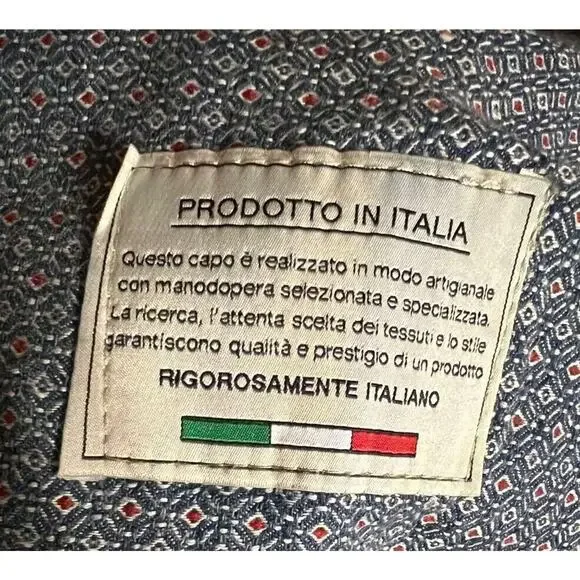 PRODOTTO IN ITALIA
Questo capo è realizzato in modo artigianale
con manodopera selezionata e specializzata.
La ricerca, l'attenta scelta dei tessuti e lo stile
garantiscono qualità e prestigio di un prodotto
RIGOROSAMENTE ITALIANO